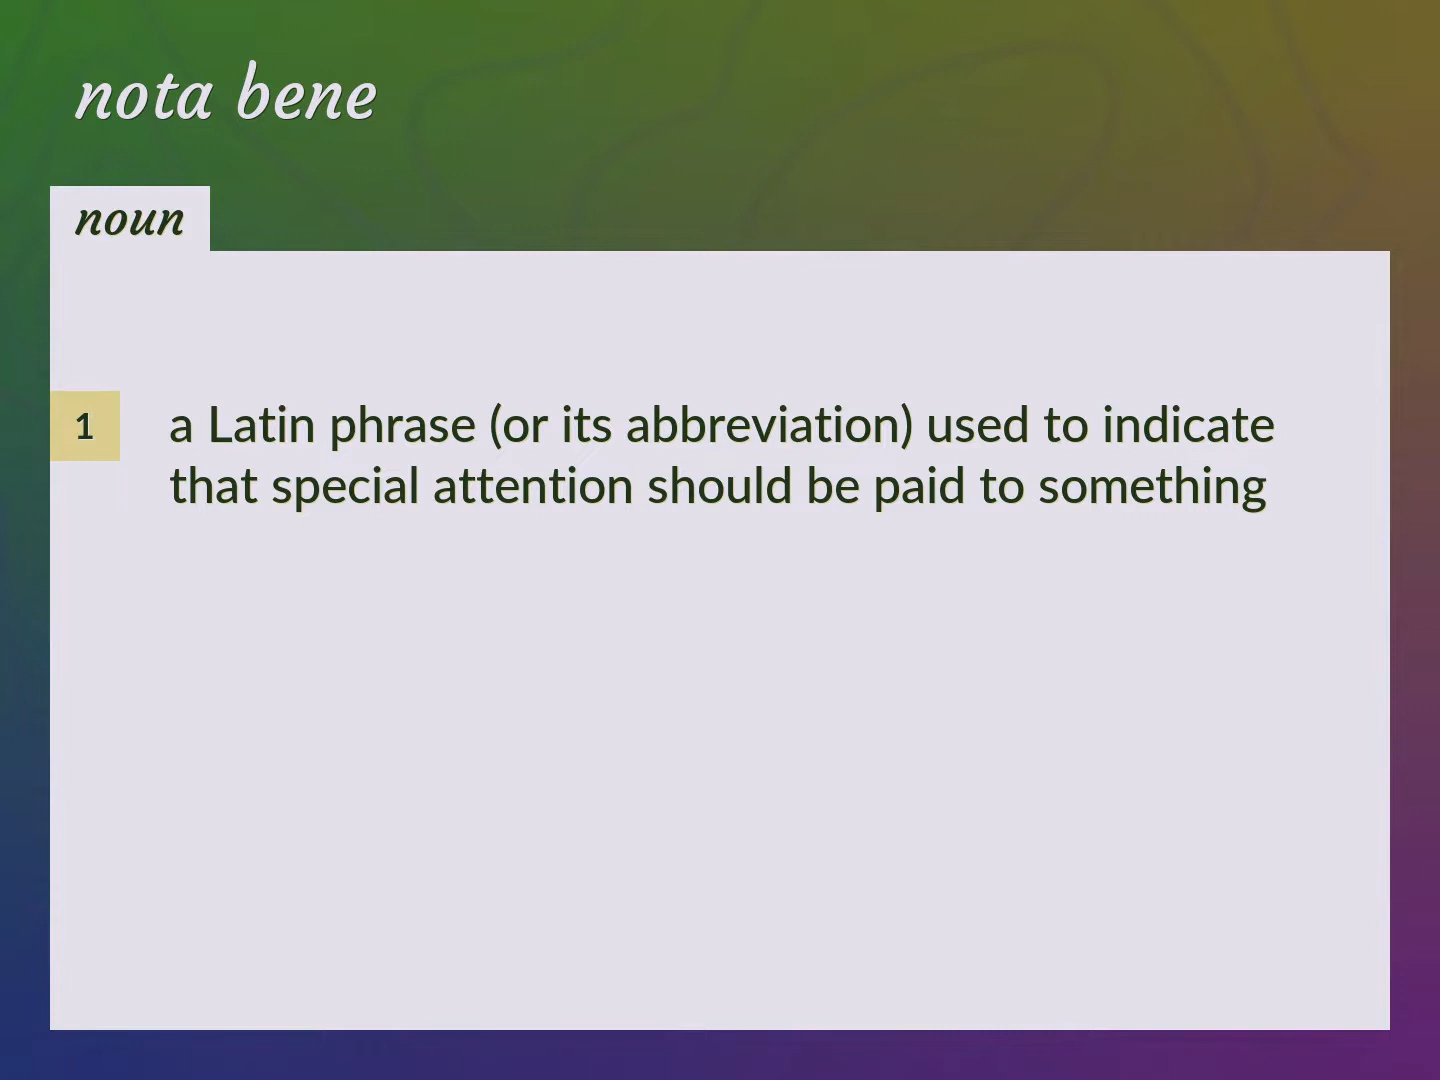 nota bene
noun
1
a Latin phrase (or its abbreviation) used to indicate
that special attention should be paid to something